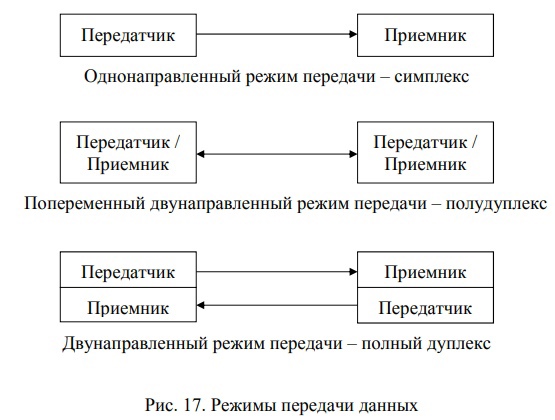 Передатчик Приемник
Однонаправленный режим передачи – симплекс
Передатчик / Передатчик /
Приемник Приемник
Попеременный двунаправленный режим передачи – полудуплекс
Передатчик Приемник
Приемник Передатчик
Двунаправленный режим передачи – полный дуплекс
Рис. 17. Режимы передачи данных